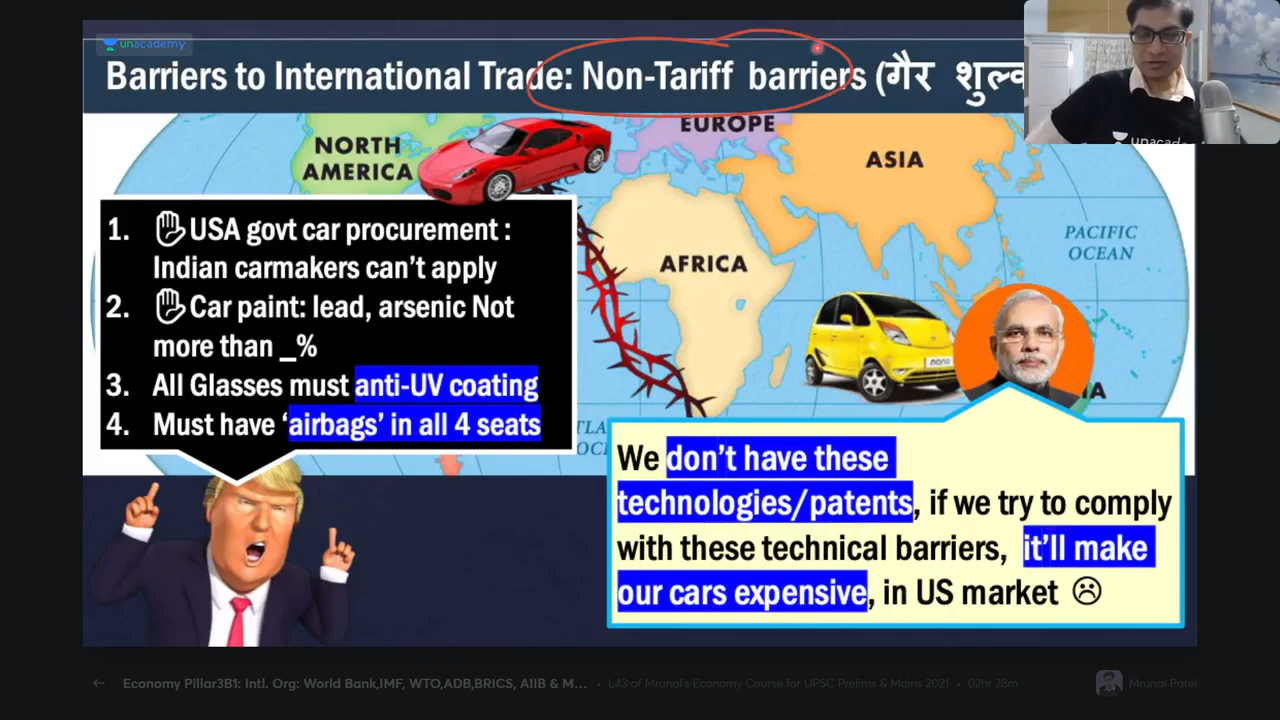 unacademy
Barriers to International Trade: Non-Tariff barriers (गैर
NORTH
AMERICA
EUROPE
ASIA
AFRICA
PACIFIC
OCEAN
unacade
1. USA govt car procurement :
Indian carmakers can’t apply
2. Car paint: lead, arsenic Not
more than _%
3. All Glasses must anti-UV coating
4. Must have ‘airbags’ in all 4 seats
nano
We don’t have these
technologies/patents, if we try to comply
with these technical barriers, it’ll make
our cars expensive, in US market ☹
← Economy Pillar3B1: Intl. Org: World Bank,IMF, WTO,ADB,BRICS, AIIB & M... • L43 of Mrunal's Economy Course for UPSC Prelims & Mains 2021 • 02hr 28m
Mrunal Patel